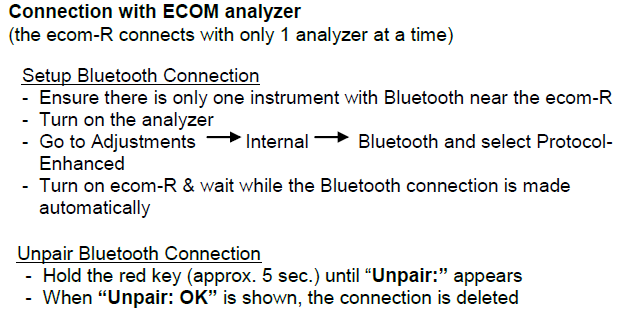 Connection with ECOM analyzer
(the ecom-R connects with only 1 analyzer at a time)
Setup Bluetooth Connection
- Ensure there is only one instrument with Bluetooth near the ecom-R
- Turn on the analyzer
- Go to Adjustments → Internal → Bluetooth and select Protocol-
Enhanced
- Turn on ecom-R & wait while the Bluetooth connection is made
automatically
Unpair Bluetooth Connection
- Hold the red key (approx. 5 sec.) until “Unpair:” appears
- When “Unpair: OK” is shown, the connection is deleted